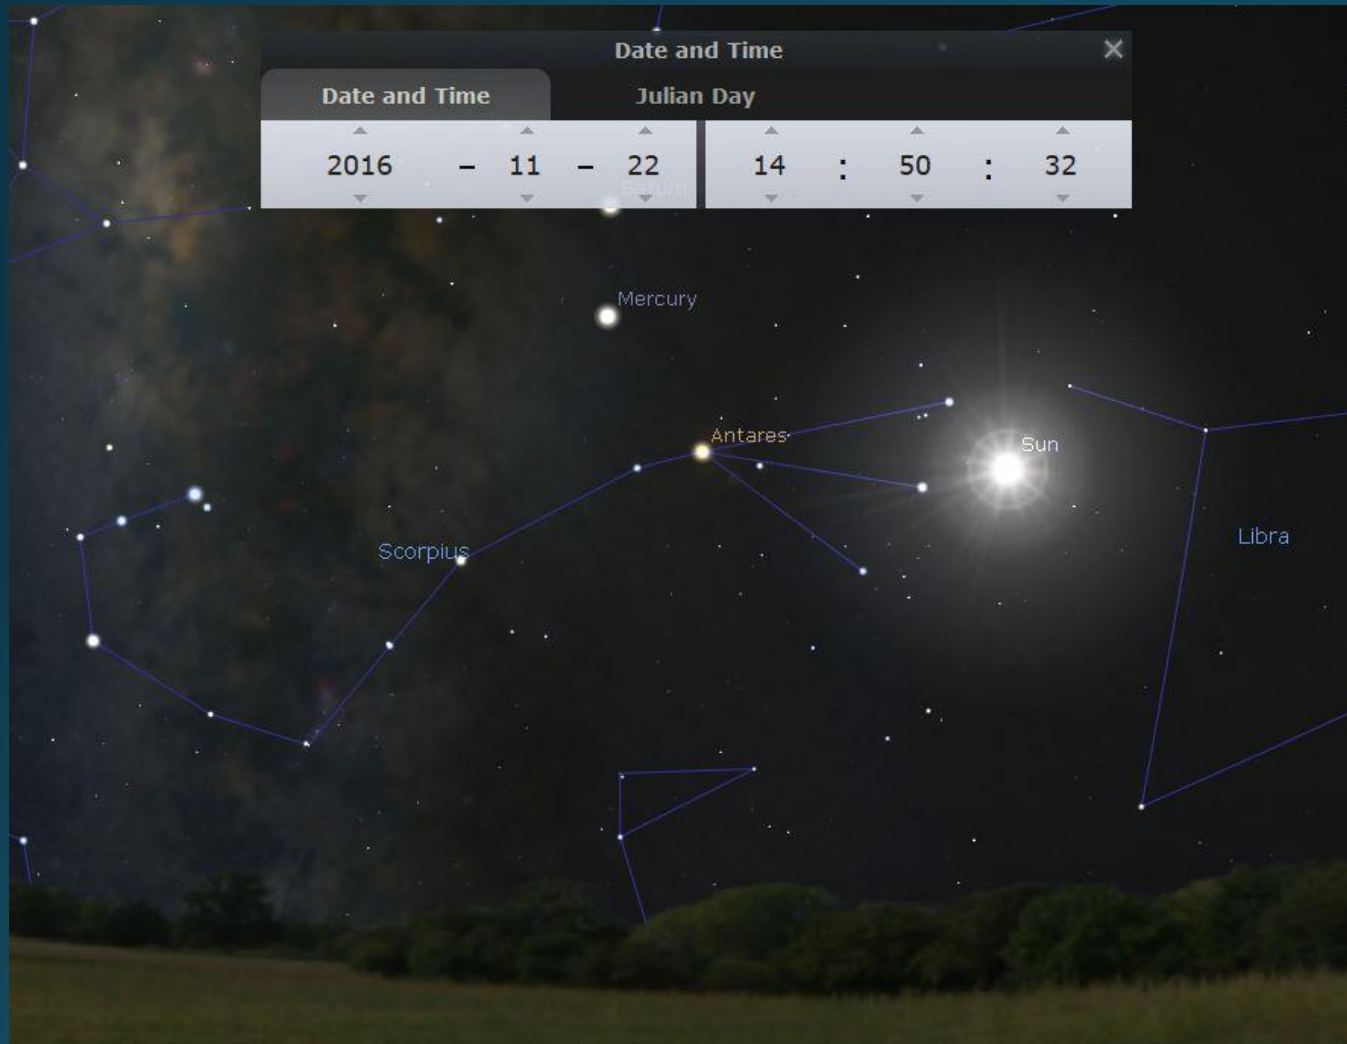 Date and Time
Date and Time Julian Day
2016 - 11 - 22 14 : 50 : 32
Saturn
Mercury
Antares
Sun
Libra
Scorpius